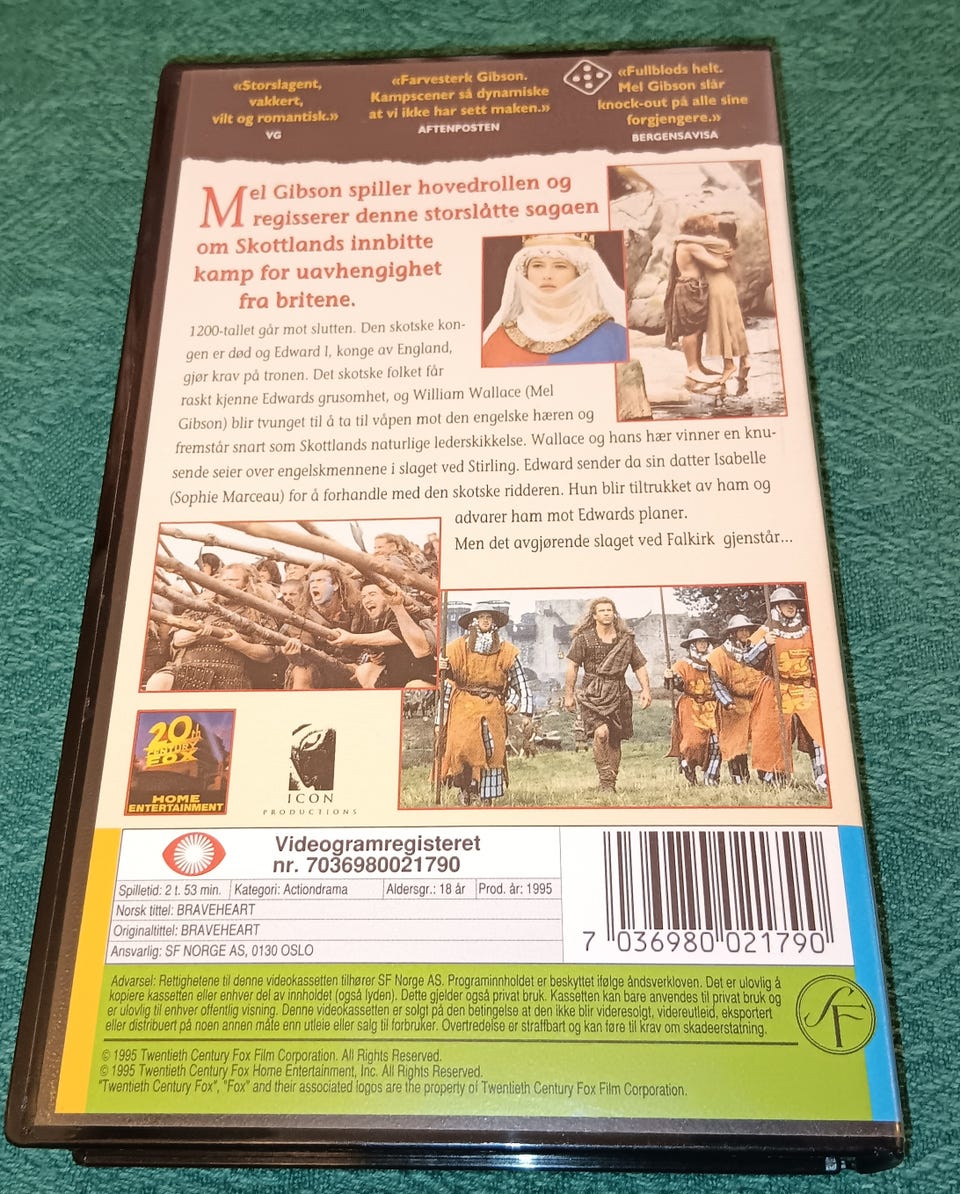 «Storslagent,
vakkert,
vilt og romantisk.»
VG
«Farvesterk Gibson.
Kampscener så dynamiske
at vi ikke har sett maken.»
AFTENPOSTEN
«Fullblods helt.
Mel Gibson slår
knock-out på alle sine
forgjengere.»
BERGENSAVISA
Mel Gibson spiller hovedrollen og
regisserer denne storslåtte sagaen
om Skottlands innbitte
kamp for uavhengighet
fra britene.
1200-tallet går mot slutten. Den skotske kon-
gen er død og Edward I, konge av England,
gjør krav på tronen. Det skotske folket får
raskt kjenne Edwards grusomhet, og William Wallace (Mel
Gibson) blir tvunget til å ta til våpen mot den engelske hæren og
fremstår snart som Skottlands naturlige lederskikkelse. Wallace og hans hær vinner en knu-
sende seier over engelskmennene i slaget ved Stirling. Edward sender da sin datter Isabelle
(Sophie Marceau) for å forhandle med den skotske ridderen. Hun blir tiltrukket av ham og
advarer ham mot Edwards planer.
Men det avgjørende slaget ved Falkirk gjenstår...
20th
CENTURY
FOX
HOME
ENTERTAINMENT
ICON
PRODUCTIONS
Videogramregisteret
nr. 7036980021790
Spilletid: 2 t. 53 min. Kategori: Actiondrama Aldersgr.: 18 år Prod. år: 1995
Norsk tittel: BRAVEHEART
Originaltittel: BRAVEHEART
Ansvarlig: SF NORGE AS, 0130 OSLO
7 036980 021790
Advarsel: Rettighetene til denne videokassetten tilhører SF Norge AS. Programinnholdet er beskyttet ifølge åndsverkloven. Det er ulovlig å
kopiere kassetten eller enhver del av innholdet (også lyden). Dette gjelder også privat bruk. Kassetten kan bare anvendes til privat bruk og
er ulovlig til enhver offentlig visning. Denne videokassetten er solgt på den betingelse at den ikke blir videresolgt, videreutleid, eksportert
eller distribuert på noen annen måte enn utleie eller salg til forbruker. Overtredelse er straffbart og kan føre til krav om skadeerstatning.
SF
© 1995 Twentieth Century Fox Film Corporation. All Rights Reserved.
© 1995 Twentieth Century Fox Home Entertainment, Inc. All Rights Reserved.
"Twentieth Century Fox", "Fox" and their associated logos are the property of Twentieth Century Fox Film Corporation.